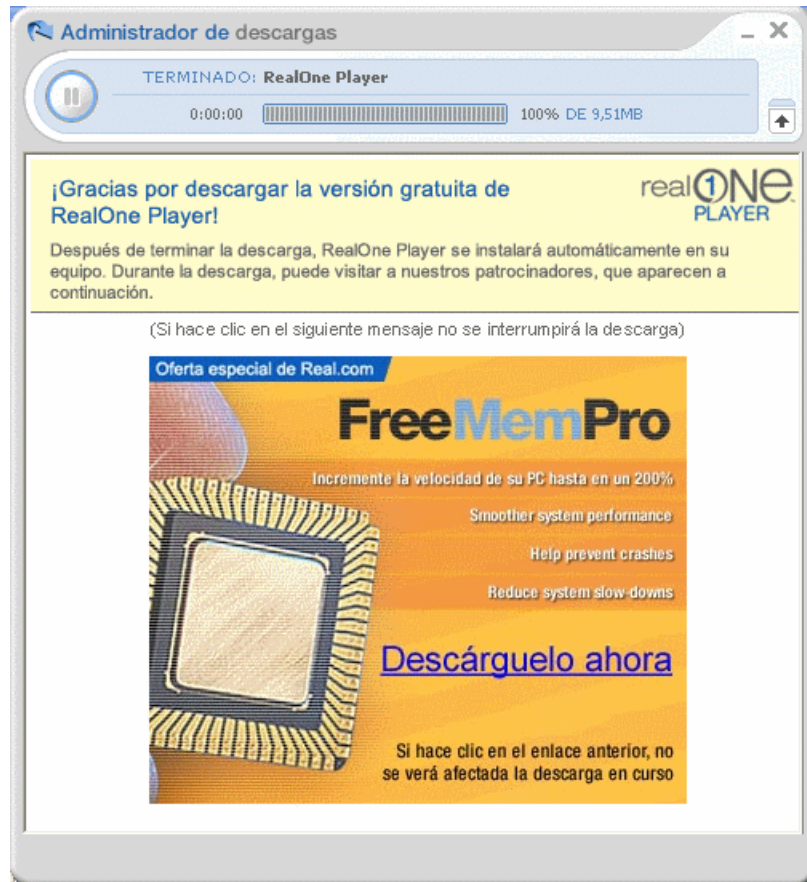 Administrador de descargas
TERMINADO: RealOne Player
0:00:00 100% DE 9,51MB
¡Gracias por descargar la versión gratuita de
RealOne Player!
real1ONE
PLAYER
Después de terminar la descarga, RealOne Player se instalará automáticamente en su
equipo. Durante la descarga, puede visitar a nuestros patrocinadores, que aparecen a
continuación.
(Si hace clic en el siguiente mensaje no se interrumpirá la descarga)
Oferta especial de Real.com
FreeMemPro
Incremente la velocidad de su PC hasta en un 200%
Smoother system performance
Help prevent crashes
Reduce system slow-downs
Descárguelo ahora
Si hace clic en el enlace anterior, no
se verá afectada la descarga en curso